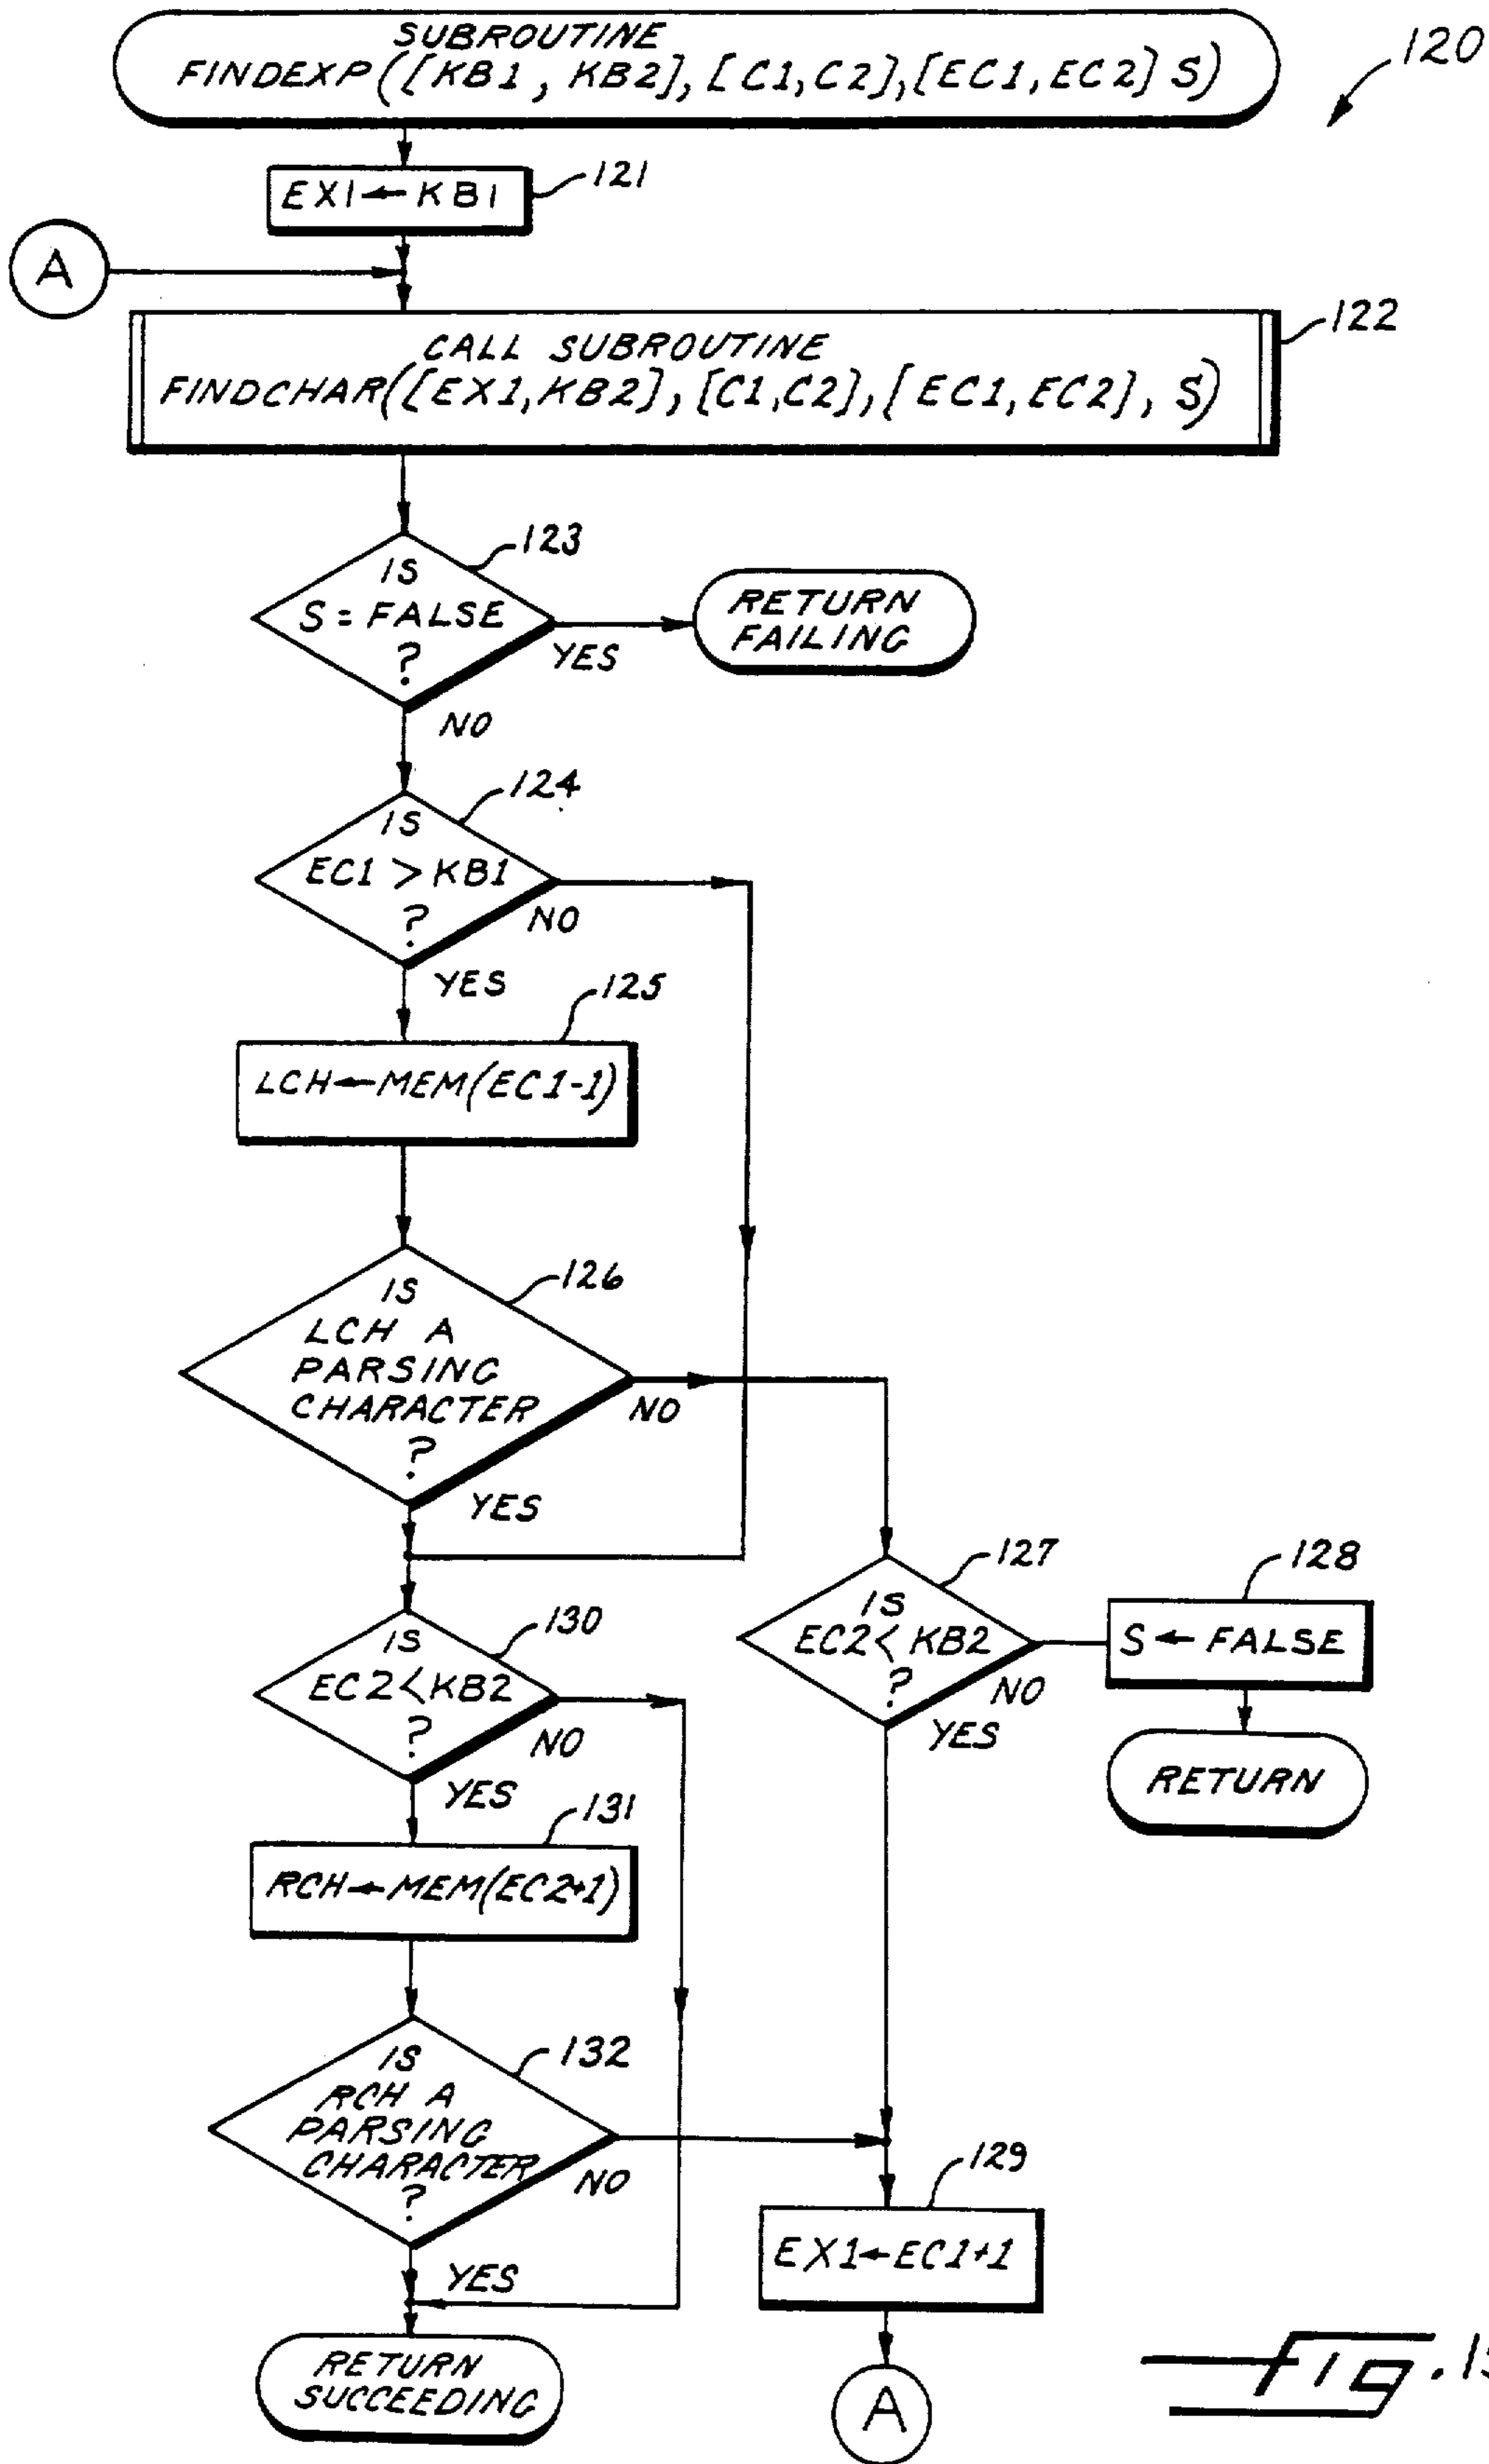 SUBROUTINE
FINDEXP([KB1, KB2], [C1,C2], [EC1, EC2] S)
120
EX1←KB1
121
A
CALL SUBROUTINE
FINDCHAR([EX1,KB2], [C1,C2], [EC1, EC2], S)
122
123
IS
S = FALSE
?
YES
NO
RETURN
FAILING
124
IS
EC1 > KB1
?
NO
YES
125
LCH←MEM(EC1-1)
126
IS
LCH A
PARSING
CHARACTER
?
NO
YES
127
IS
EC2 < KB2
?
NO
YES
128
S ← FALSE
RETURN
130
IS
EC2<KB2
?
NO
YES
131
RCH←MEM(EC2+1)
132
IS
RCH A
PARSING
CHARACTER
?
NO
YES
129
EX1←EC1+1
A
RETURN
SUCCEEDING
Fig.